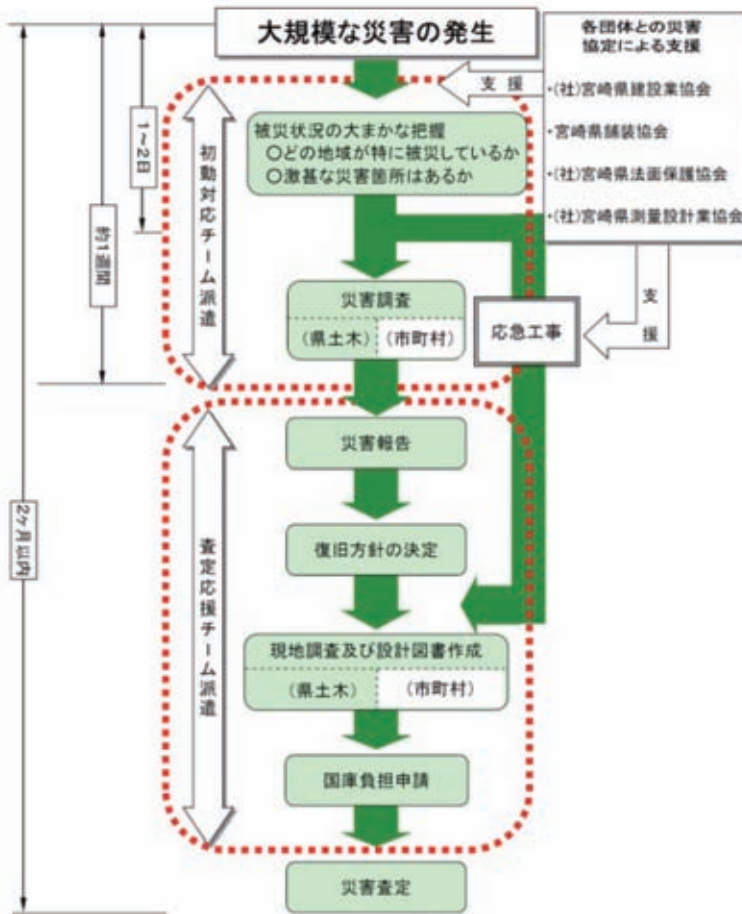 大規模な災害の発生
各団体との災害
協定による支援
・(社)宮崎県建設業協会
・宮崎県舗装協会
・(社)宮崎県法面保護協会
・(社)宮崎県測量設計業協会
支援
1～2日
約1週間
2ヶ月以内
初動対応チーム派遣
被災状況の大まかな把握
○どの地域が特に被災しているか
○激甚な災害箇所はあるか
災害調査
(県土木)
(市町村)
応急工事
支援
査定応援チーム派遣
災害報告
復旧方針の決定
現地調査及び設計図書作成
(県土木)
(市町村)
国庫負担申請
災害査定